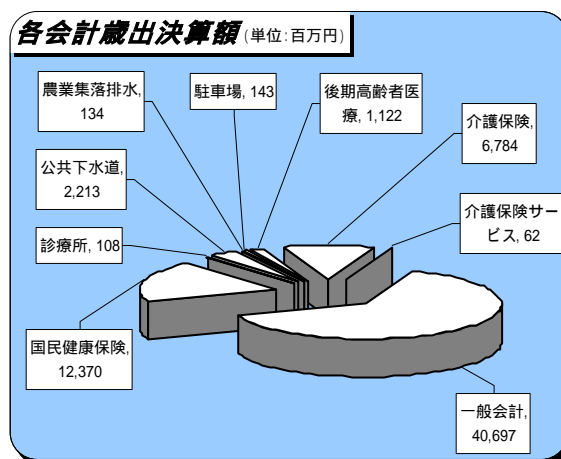 各会計歳出決算額(単位:百万円)
農業集落排水,
134
駐車場, 143
後期高齢者医
療, 1,122
介護保険,
6,784
公共下水道,
2,213
介護保険サー
ビス, 62
診療所, 108
国民健康保険,
12,370
一般会計,
40,697